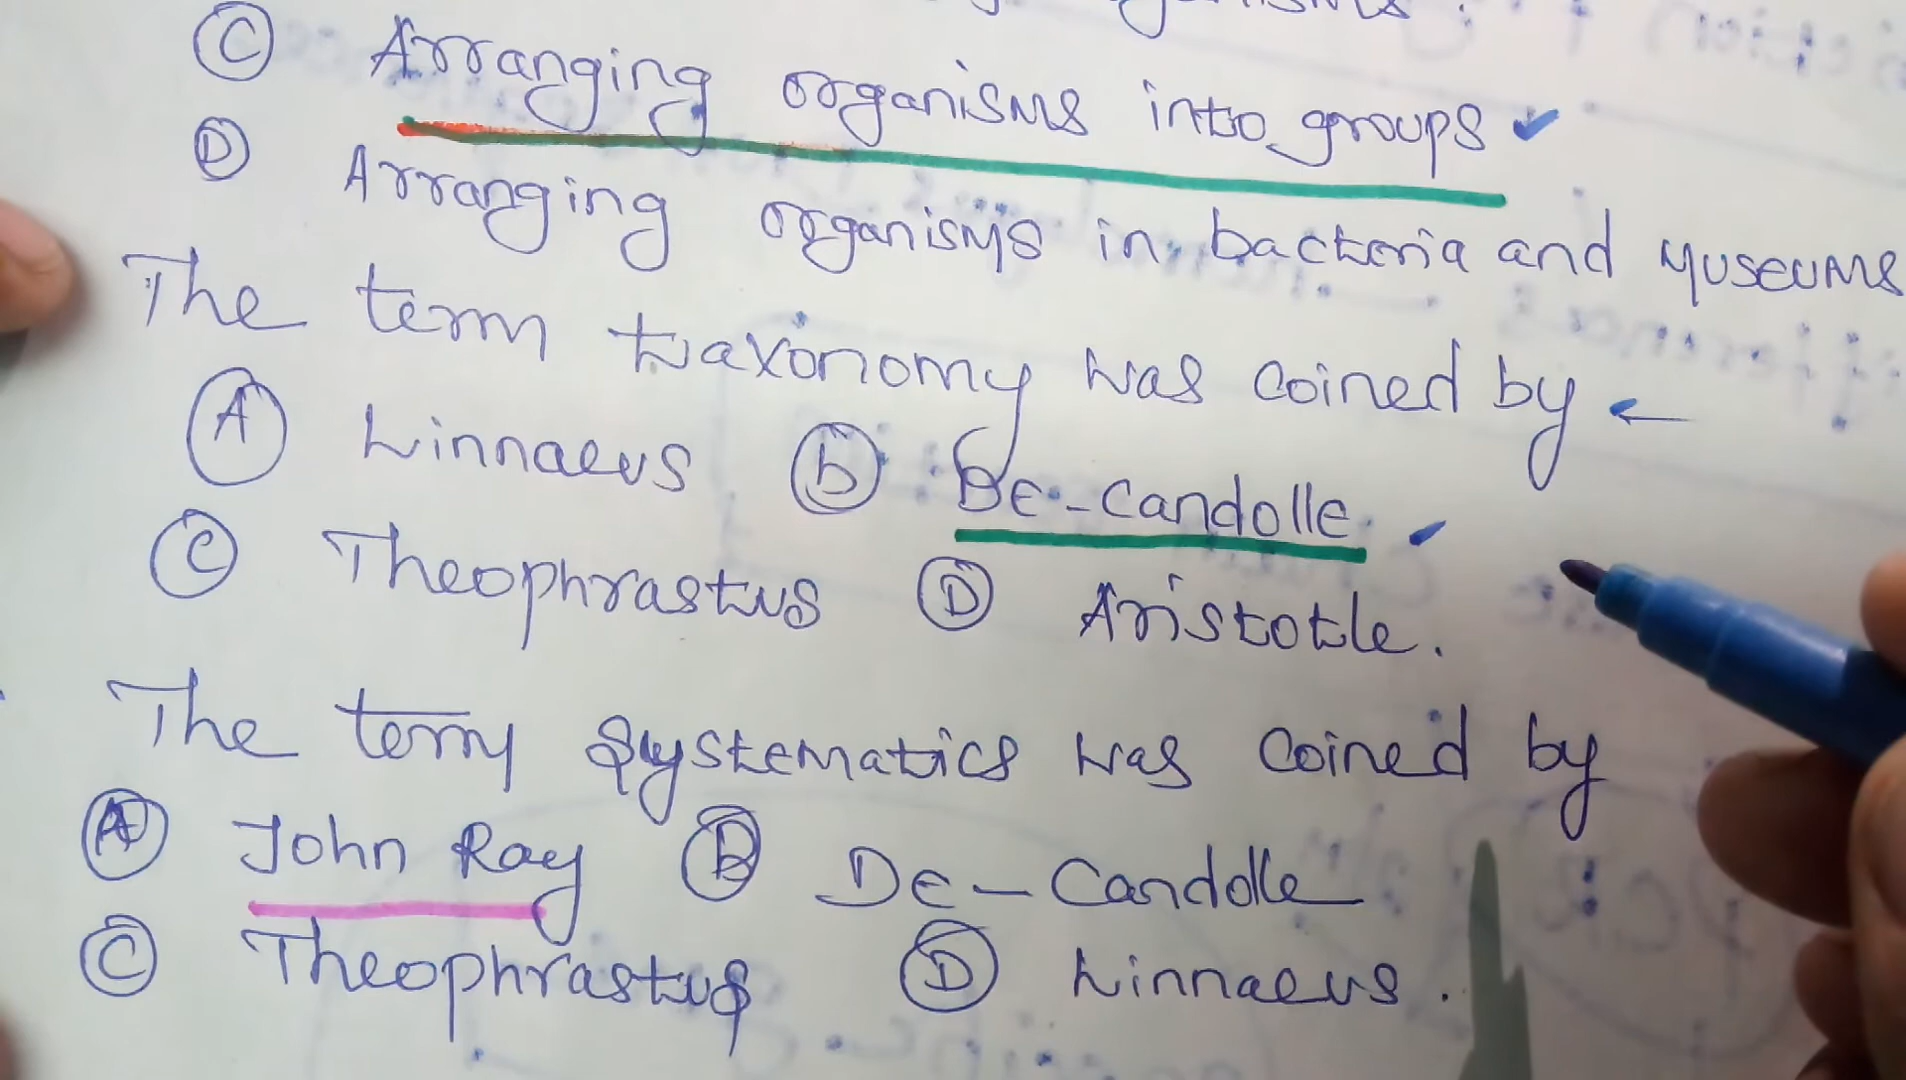 Ⓒ Arranging organisms into groups ✓
Ⓓ Arranging organisms in bacteria and Museums
The term taxonomy was coined by ←
Ⓐ Linnaeus Ⓑ De-candolle
Ⓒ Theophrastus Ⓓ Aristotle.
The term Systematics was coined by
Ⓐ John Ray Ⓑ De-Candolle
Ⓒ Theophrastus Ⓓ Linnaeus.